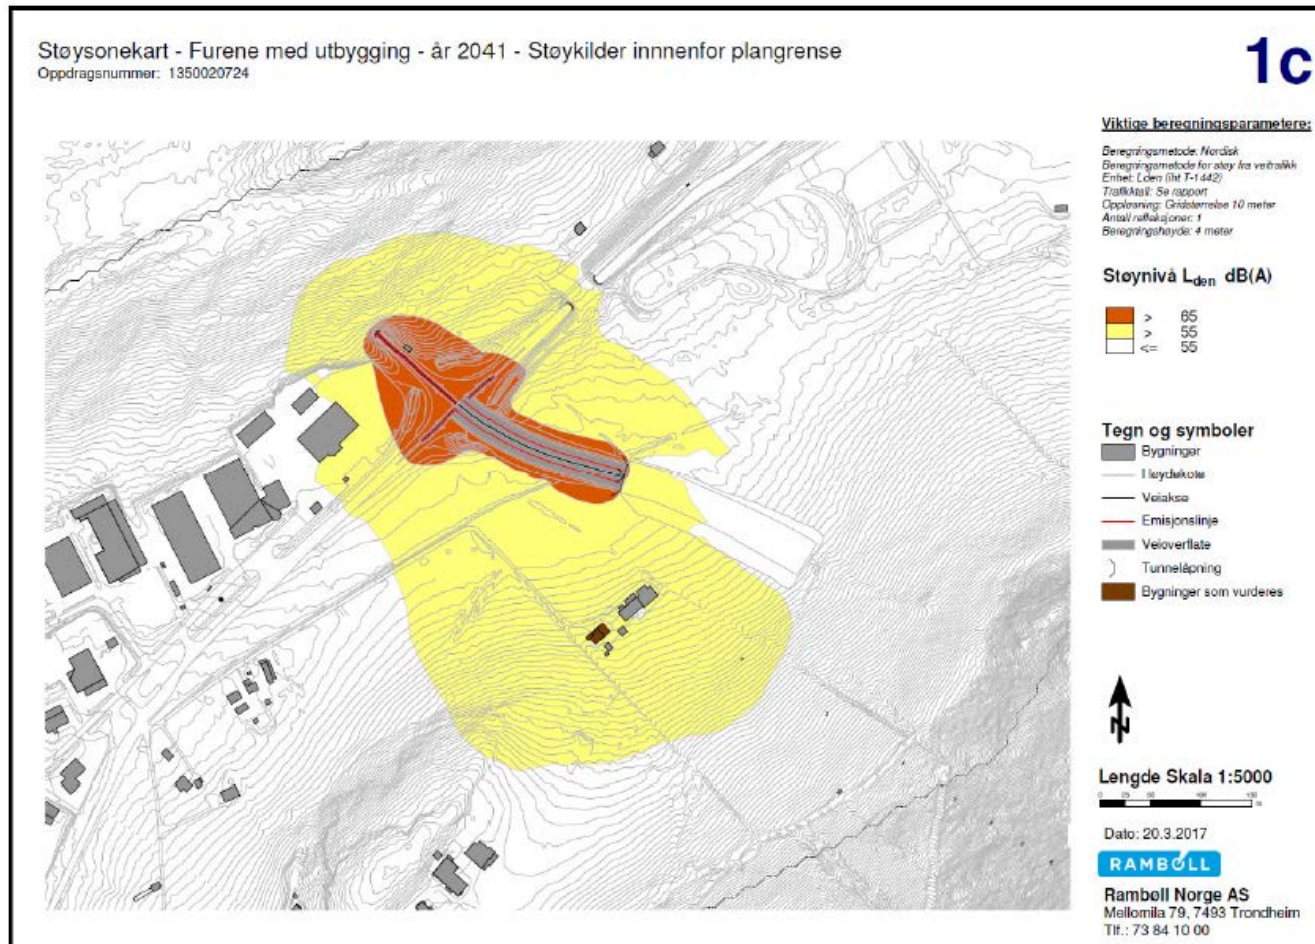 Støysonekart - Furene med utbygging - år 2041 - Støykilder innnenfor plangrense
Oppdragsnummer: 1350020724
1c
Viktige beregningsparametere:
Beregningsmetode: Nordisk
Beregningsmetode for støy fra veitrafikk
Enhet: Lden (iht T-1442)
Trafikktall: Se rapport
Oppløsning: Gridstørrelse 10 meter
Antall refleksjoner: 1
Beregningshøyde: 4 meter
Støynivå Lden dB(A)
> 65
> 55
<= 55
Tegn og symboler
Bygninger
Høydekote
Veiakse
Emisjonslinje
Veioverflate
Tunnelåpning
Bygninger som vurderes
N
Lengde Skala 1:5000
Dato: 20.3.2017
RAMBOLL
Rambøll Norge AS
Mellomila 79, 7493 Trondheim
Tlf.: 73 84 10 00